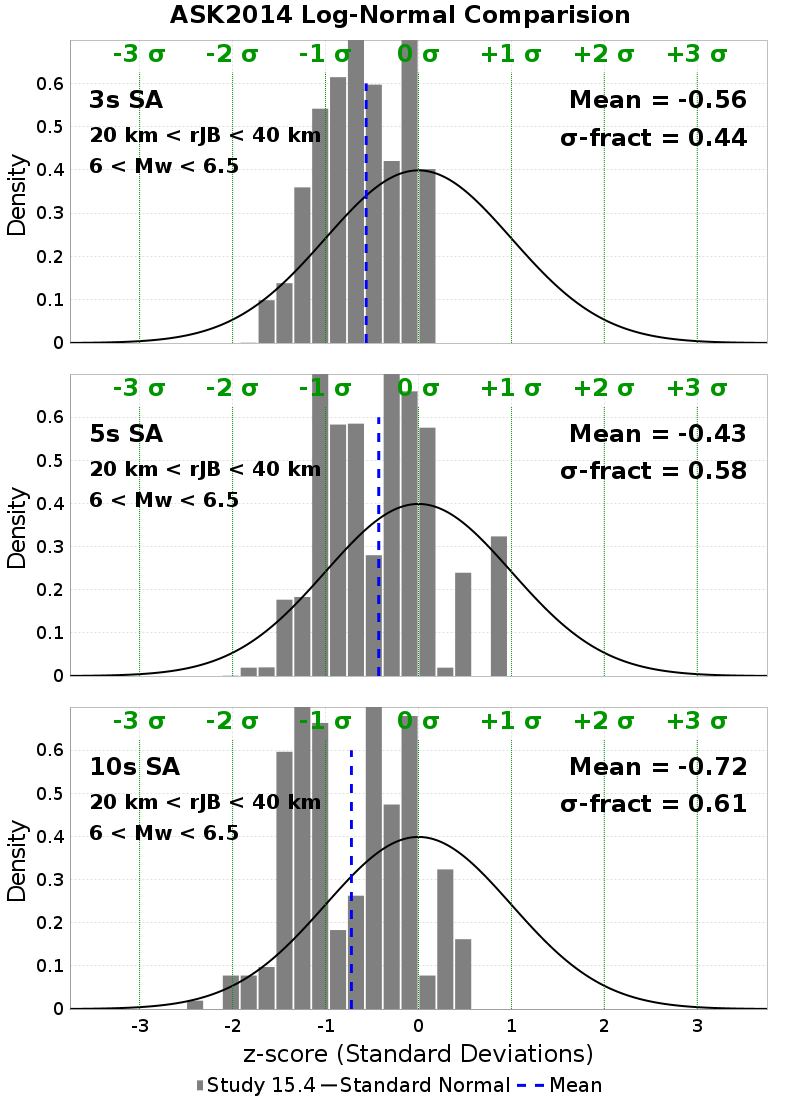 ASK2014 Log-Normal Comparision
-3 σ -2 σ -1 σ 0 σ +1 σ +2 σ +3 σ
3s SA
Mean = -0.56
20 km < rJB < 40 km
σ-fract = 0.44
6 < Mw < 6.5
Density
0.6
0.5
0.4
0.3
0.2
0.1
0
-3 σ -2 σ -1 σ 0 σ +1 σ +2 σ +3 σ
5s SA
Mean = -0.43
20 km < rJB < 40 km
σ-fract = 0.58
6 < Mw < 6.5
Density
0.6
0.5
0.4
0.3
0.2
0.1
0
-3 σ -2 σ -1 σ 0 σ +1 σ +2 σ +3 σ
10s SA
Mean = -0.72
20 km < rJB < 40 km
σ-fract = 0.61
6 < Mw < 6.5
Density
0.6
0.5
0.4
0.3
0.2
0.1
0
-3 -2 -1 0 1 2 3
z-score (Standard Deviations)
Study 15.4 Standard Normal Mean